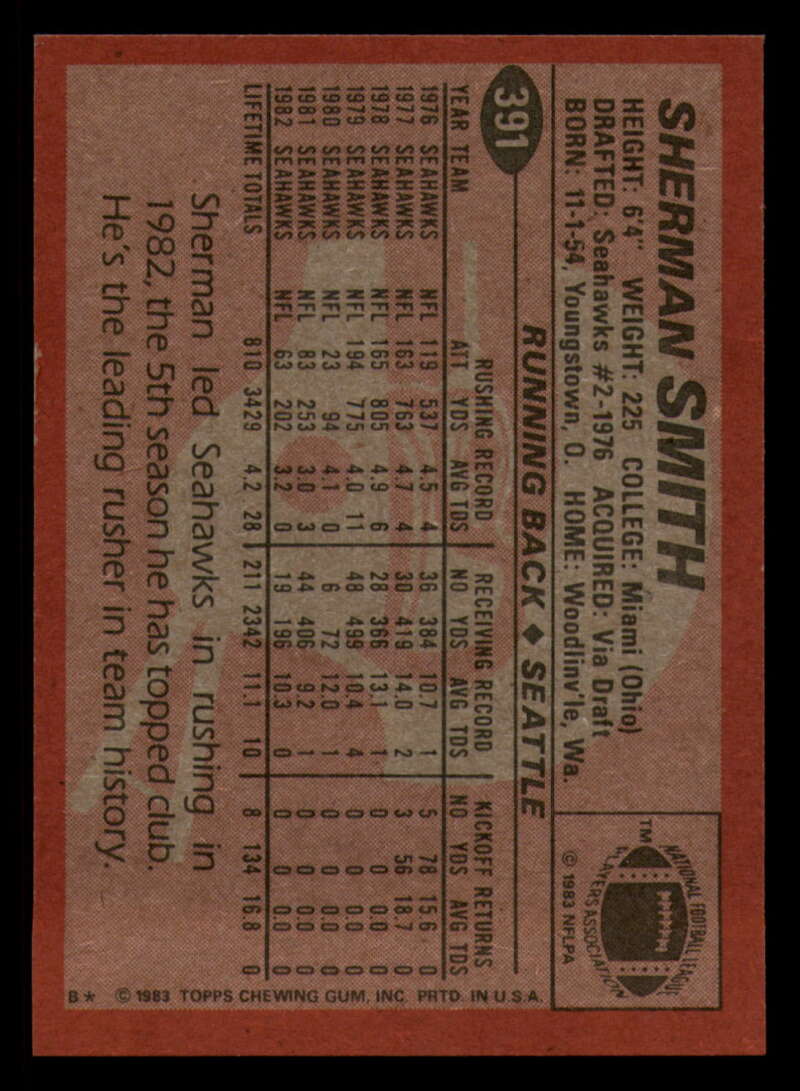 SHERMAN SMITH
HEIGHT: 6'4" WEIGHT: 225 COLLEGE: Miami (Ohio)
DRAFTED: Seahawks #2-1976 ACQUIRED: Via Draft
BORN: 11-1-54, Youngstown, O. HOME: Woodlinv'le, Wa.
NATIONAL FOOTBALL LEAGUE
PLAYERS ASSOCIATION
TM
© 1983 NFLPA
391
RUNNING BACK ♦ SEATTLE
RUSHING RECORD RECEIVING RECORD KICKOFF RETURNS
YEAR TEAM ATT YDS AVG TDS NO YDS AVG TDS NO YDS AVG TDS
1976 SEAHAWKS NFL 119 537 4.5 4 36 384 10.7 1 5 78 15.6 0
1977 SEAHAWKS NFL 163 763 4.7 4 30 419 14.0 2 3 56 18.7 0
1978 SEAHAWKS NFL 165 805 4.9 6 28 366 13.1 1 0 0 0.0 0
1979 SEAHAWKS NFL 194 775 4.0 11 48 499 10.4 4 0 0 0.0 0
1980 SEAHAWKS NFL 23 94 4.1 0 6 72 12.0 1 0 0 0.0 0
1981 SEAHAWKS NFL 83 253 3.0 3 44 406 9.2 1 0 0 0.0 0
1982 SEAHAWKS NFL 63 202 3.2 0 19 196 10.3 0 0 0 0.0 0
LIFETIME TOTALS 810 3429 4.2 28 211 2342 11.1 10 8 134 16.8 0
Sherman led Seahawks in rushing in
1982, the 5th season he has topped club.
He's the leading rusher in team history.
B* © 1983 TOPPS CHEWING GUM, INC. PRTD. IN U.S.A.